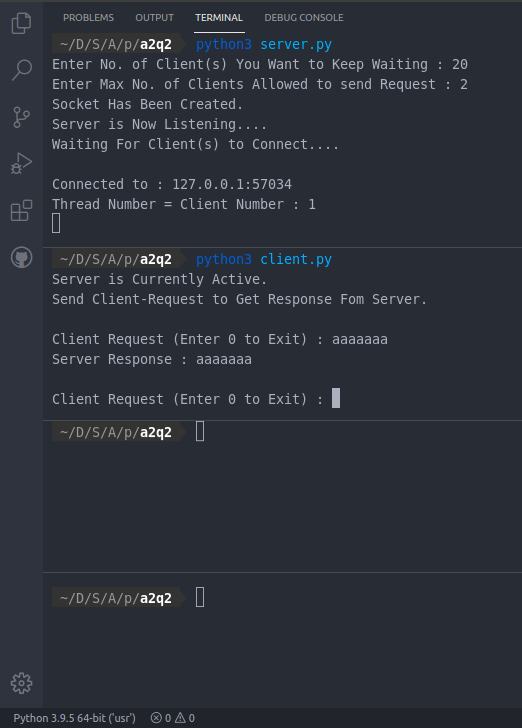 PROBLEMS OUTPUT TERMINAL DEBUG CONSOLE
~/D/S/A/p/a2q2 python3 server.py
Enter No. of Client(s) You Want to Keep Waiting : 20
Enter Max No. of Clients Allowed to send Request : 2
Socket Has Been Created.
Server is Now Listening....
Waiting For Client(s) to Connect....
Connected to : 127.0.0.1:57034
Thread Number = Client Number : 1
~/D/S/A/p/a2q2 python3 client.py
Server is Currently Active.
Send Client-Request to Get Response Fom Server.
Client Request (Enter 0 to Exit) : aaaaaaa
Server Response : aaaaaaa
Client Request (Enter 0 to Exit) :
~/D/S/A/p/a2q2
~/D/S/A/p/a2q2
Python 3.9.5 64-bit ('usr') 0 0